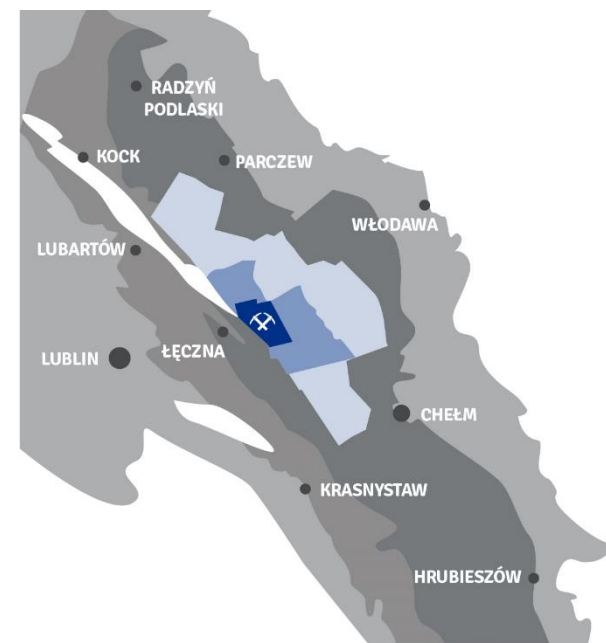 RADZYŃ
PODLASKI
KOCK
PARCZEW
WŁODAWA
LUBARTÓW
LUBLIN
ŁĘCZNA
CHEŁM
KRASNYSTAW
HRUBIESZÓW